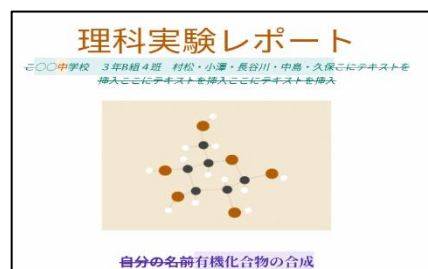 理科実験レポート
こ〇〇中学校 3年B組4班 村松・小澤・長谷川・中島・久保こにテキストを
挿入ここにテキストを挿入ここにテキストを挿入
自分の名前有機化合物の合成